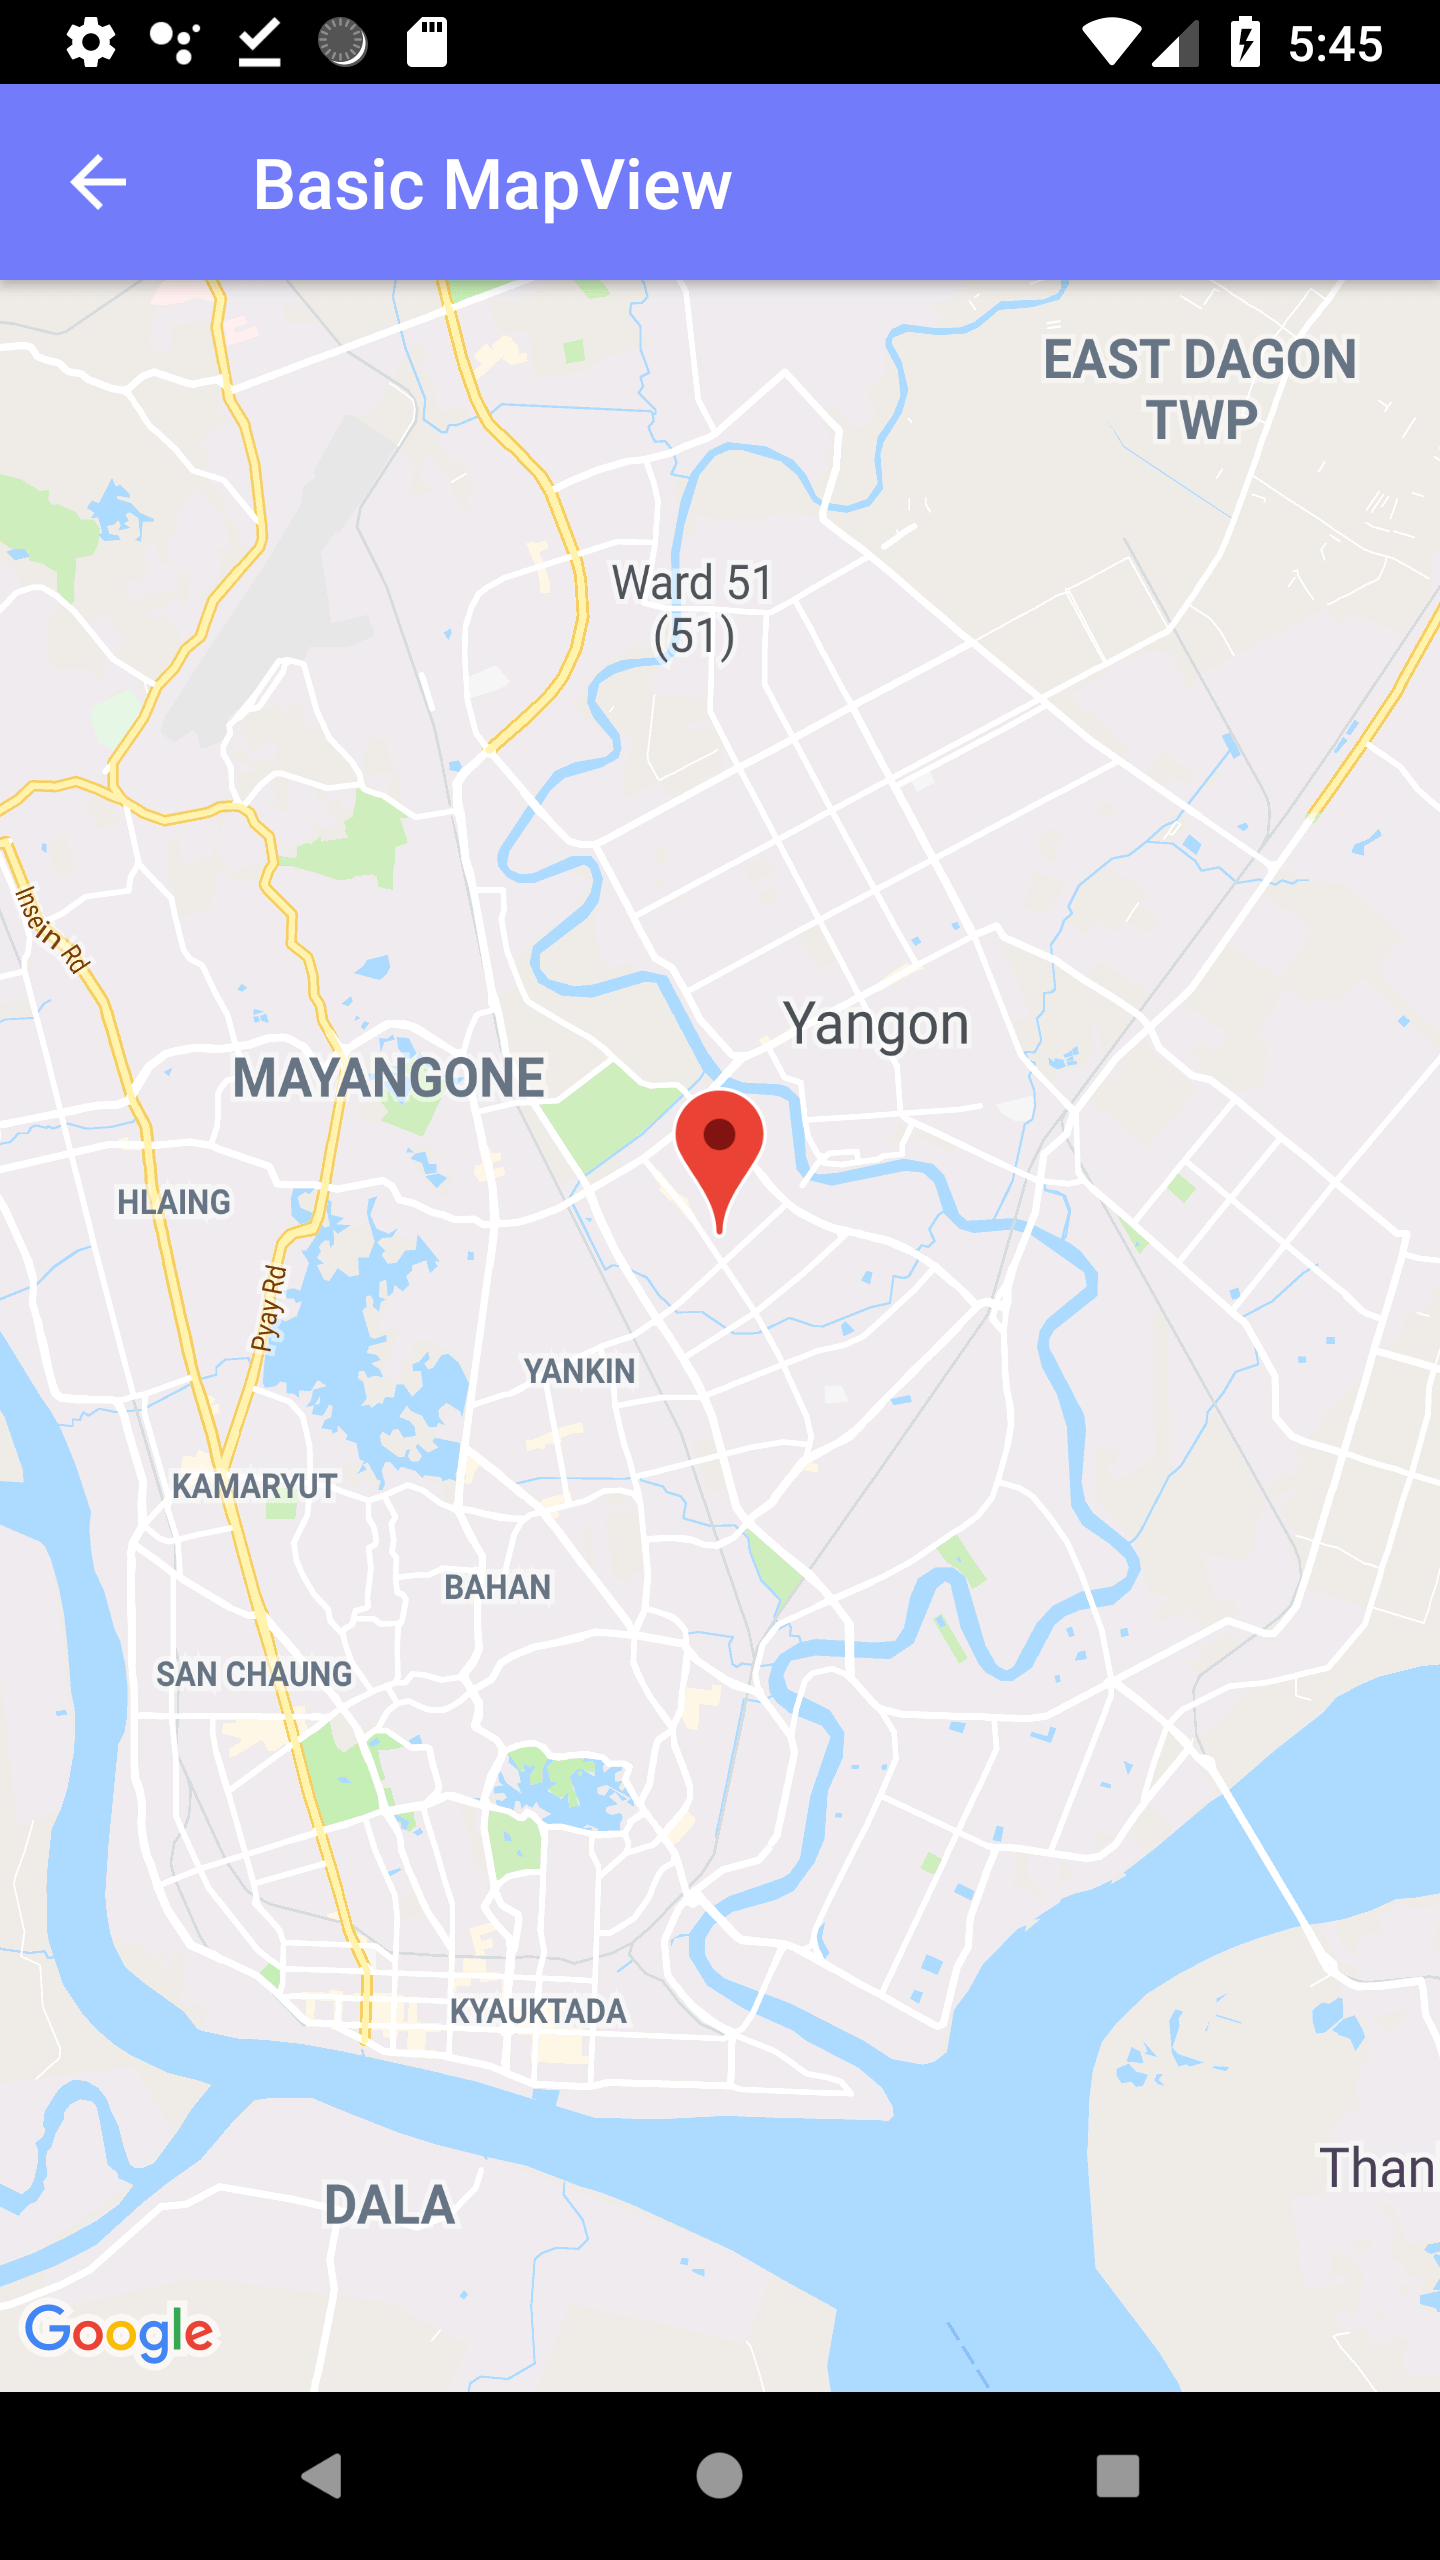 5:45
Basic MapView
EAST DAGON
TWP
Ward 51
(51)
Insein Rd
Yangon
MAYANGONE
HLAING
Pyay Rd
YANKIN
KAMARYUT
BAHAN
SAN CHAUNG
KYAUKTADA
Than
DALA
Google